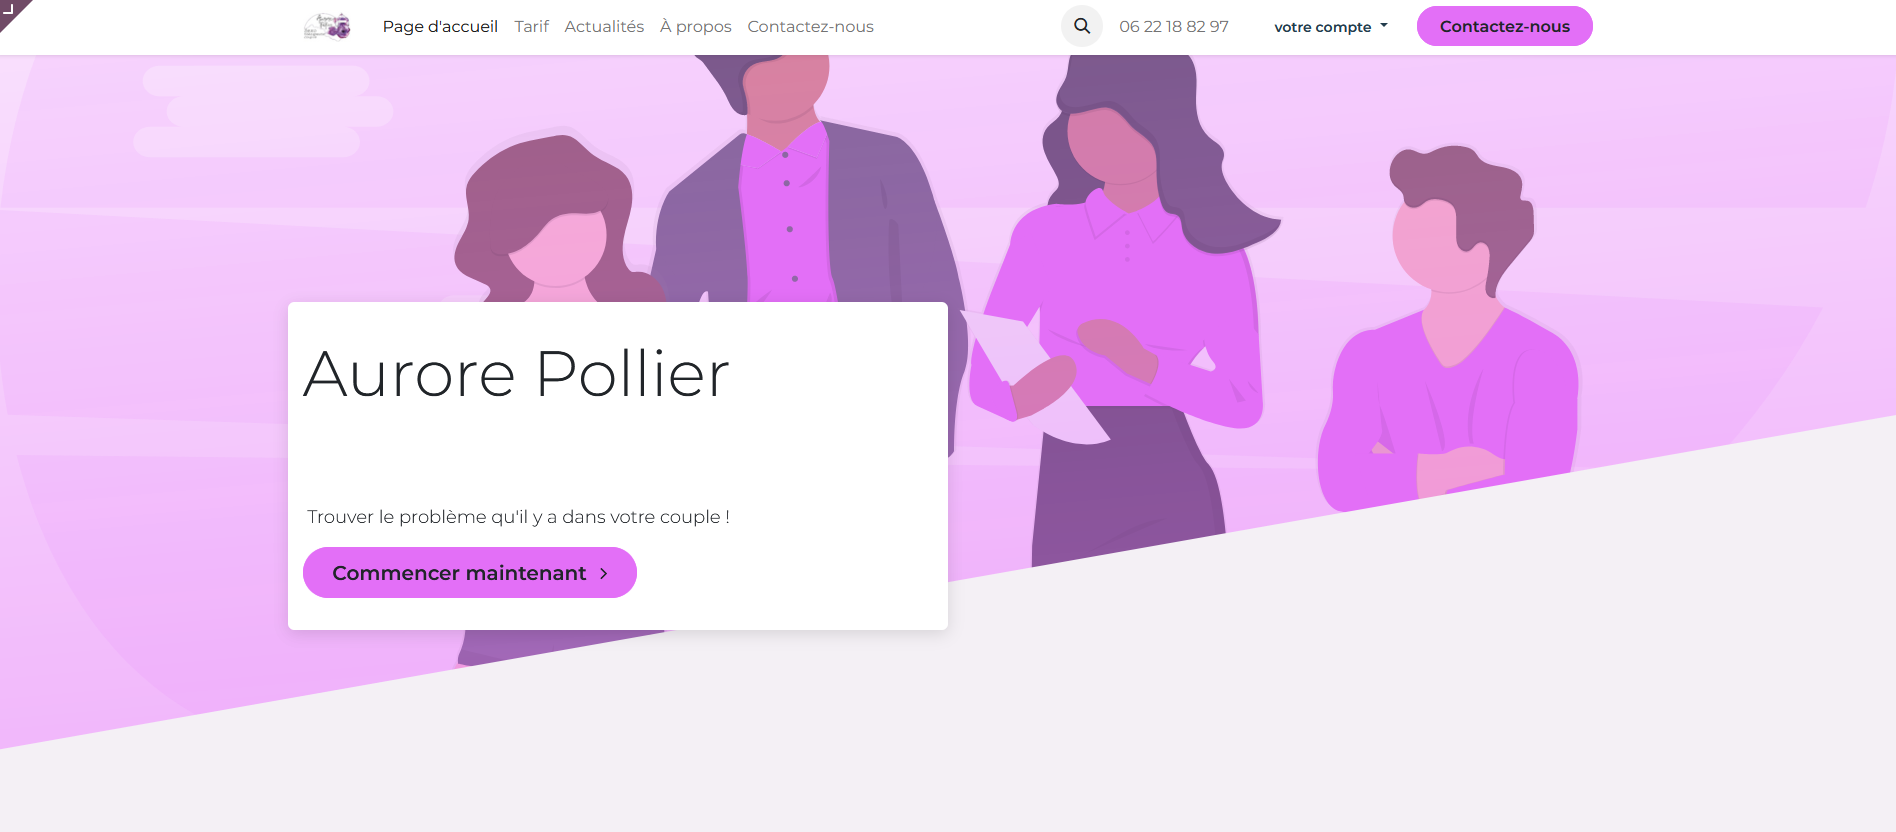 Page d'accueil
Tarif
Actualités
À propos
Contactez-nous
06 22 18 82 97
votre compte
Contactez-nous
Aurore Pollier
Trouver le problème qu'il y a dans votre couple !
Commencer maintenant